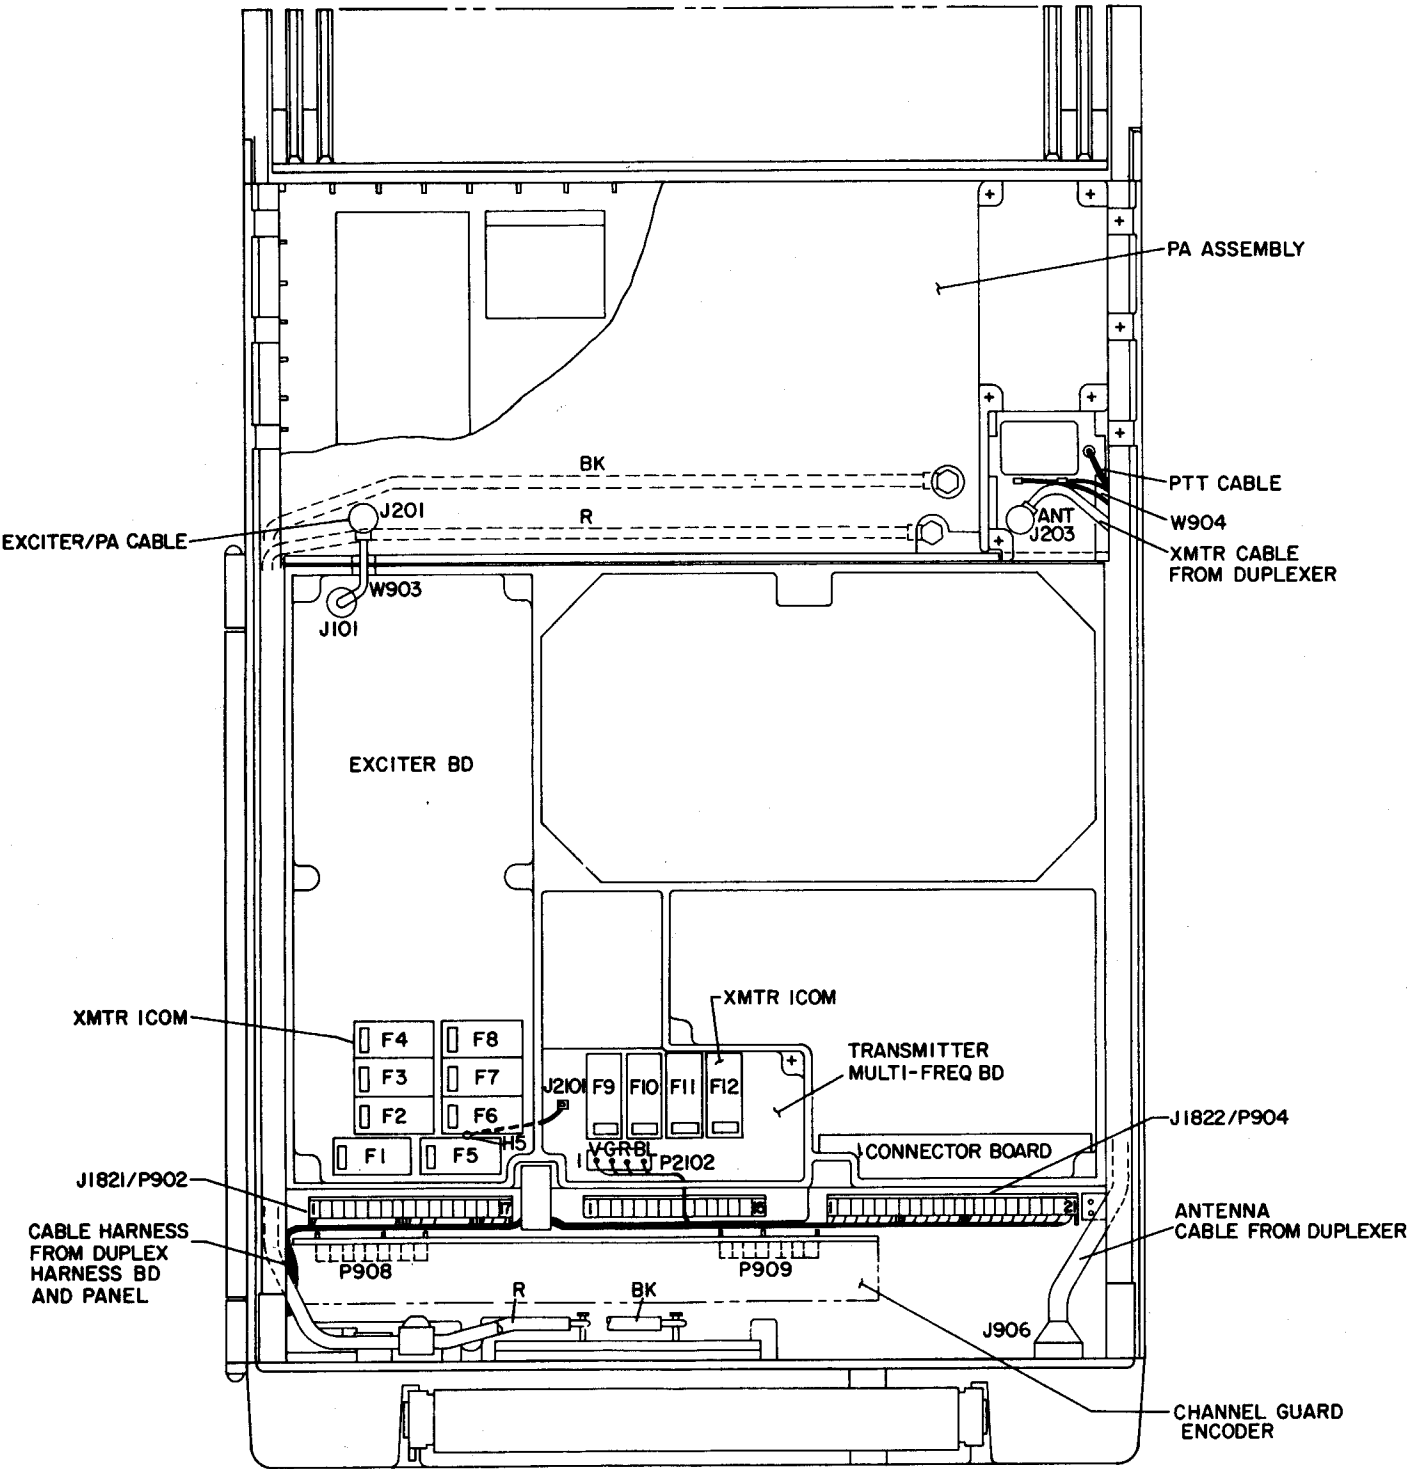 PA ASSEMBLY
BK
PTT CABLE
J201
R
ANT
J203
W904
EXCITER/PA CABLE
XMTR CABLE
FROM DUPLEXER
W903
J101
EXCITER BD
XMTR ICOM
XMTR ICOM
F4
F8
TRANSMITTER
MULTI-FREQ BD
F3
F7
J2101
F9
F10
F11
F12
F2
F6
H5
J1822/P904
F1
F5
1
V GR BL
P2102
CONNECTOR BOARD
J1821/P902
1
17
1
16
1
21
ANTENNA
CABLE FROM DUPLEXER
CABLE HARNESS
FROM DUPLEX
HARNESS BD
AND PANEL
P908
P909
R
BK
J906
CHANNEL GUARD
ENCODER